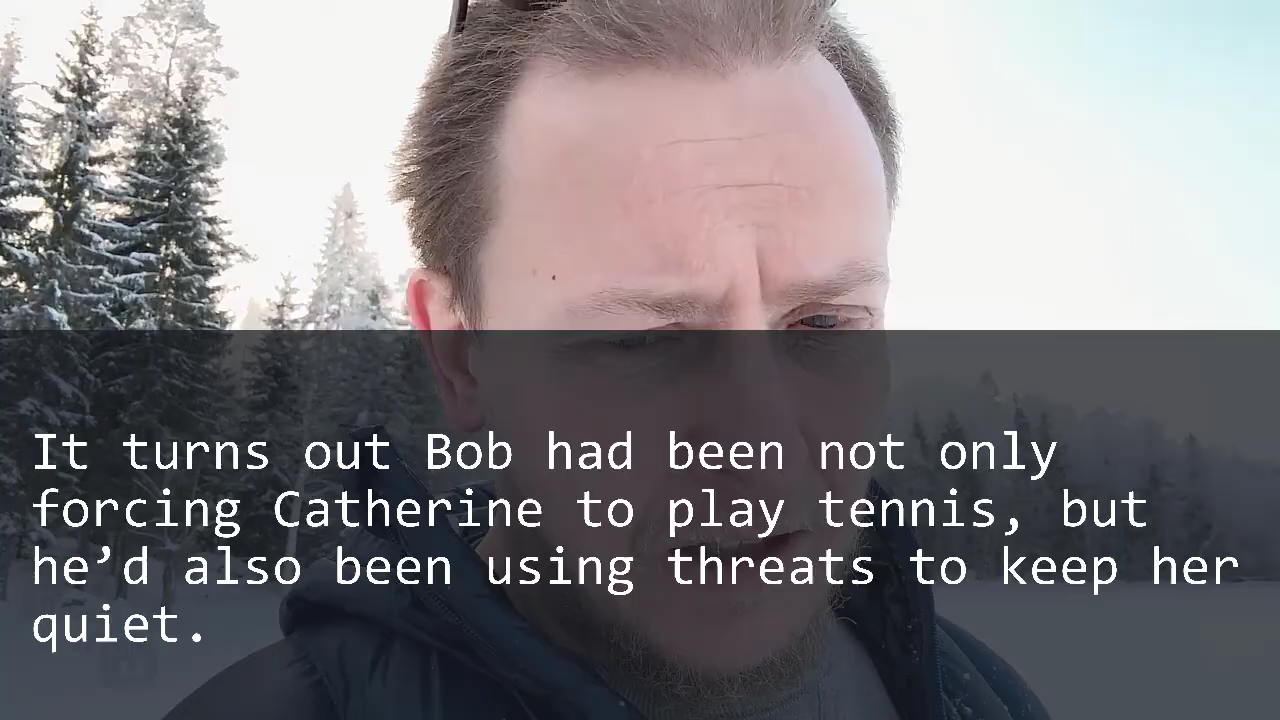 It turns out Bob had been not only
forcing Catherine to play tennis, but
he’d also been using threats to keep her
quiet.